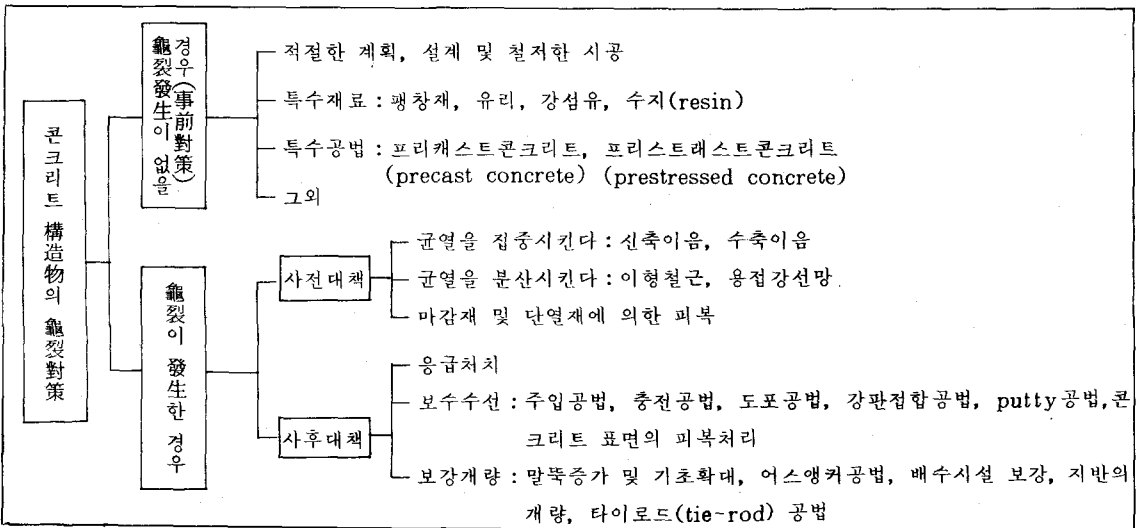 콘크리트 構造物의 龜裂對策
龜裂發生이 없을
경우(事前對策)
적절한 계획, 설계 및 철저한 시공
특수재료 : 팽창재, 유리, 강섬유, 수지(resin)
특수공법 : 프리캐스트콘크리트, 프리스트래스트콘크리트
(precast concrete) (prestressed concrete)
그외
龜裂이 發生한 경우
사전대책
균열을 집중시킨다 : 신축이음, 수축이음
균열을 분산시킨다 : 이형철근, 용접강선망
마감재 및 단열재에 의한 피복
사후대책
응급처치
보수수선 : 주입공법, 충전공법, 도포공법, 강판접합공법, putty공법, 콘
크리트 표면의 피복처리
보강개량 : 말뚝증가 및 기초확대, 어스앵커공법, 배수시설 보강, 지반의
개량, 타이로드(tie-rod) 공법